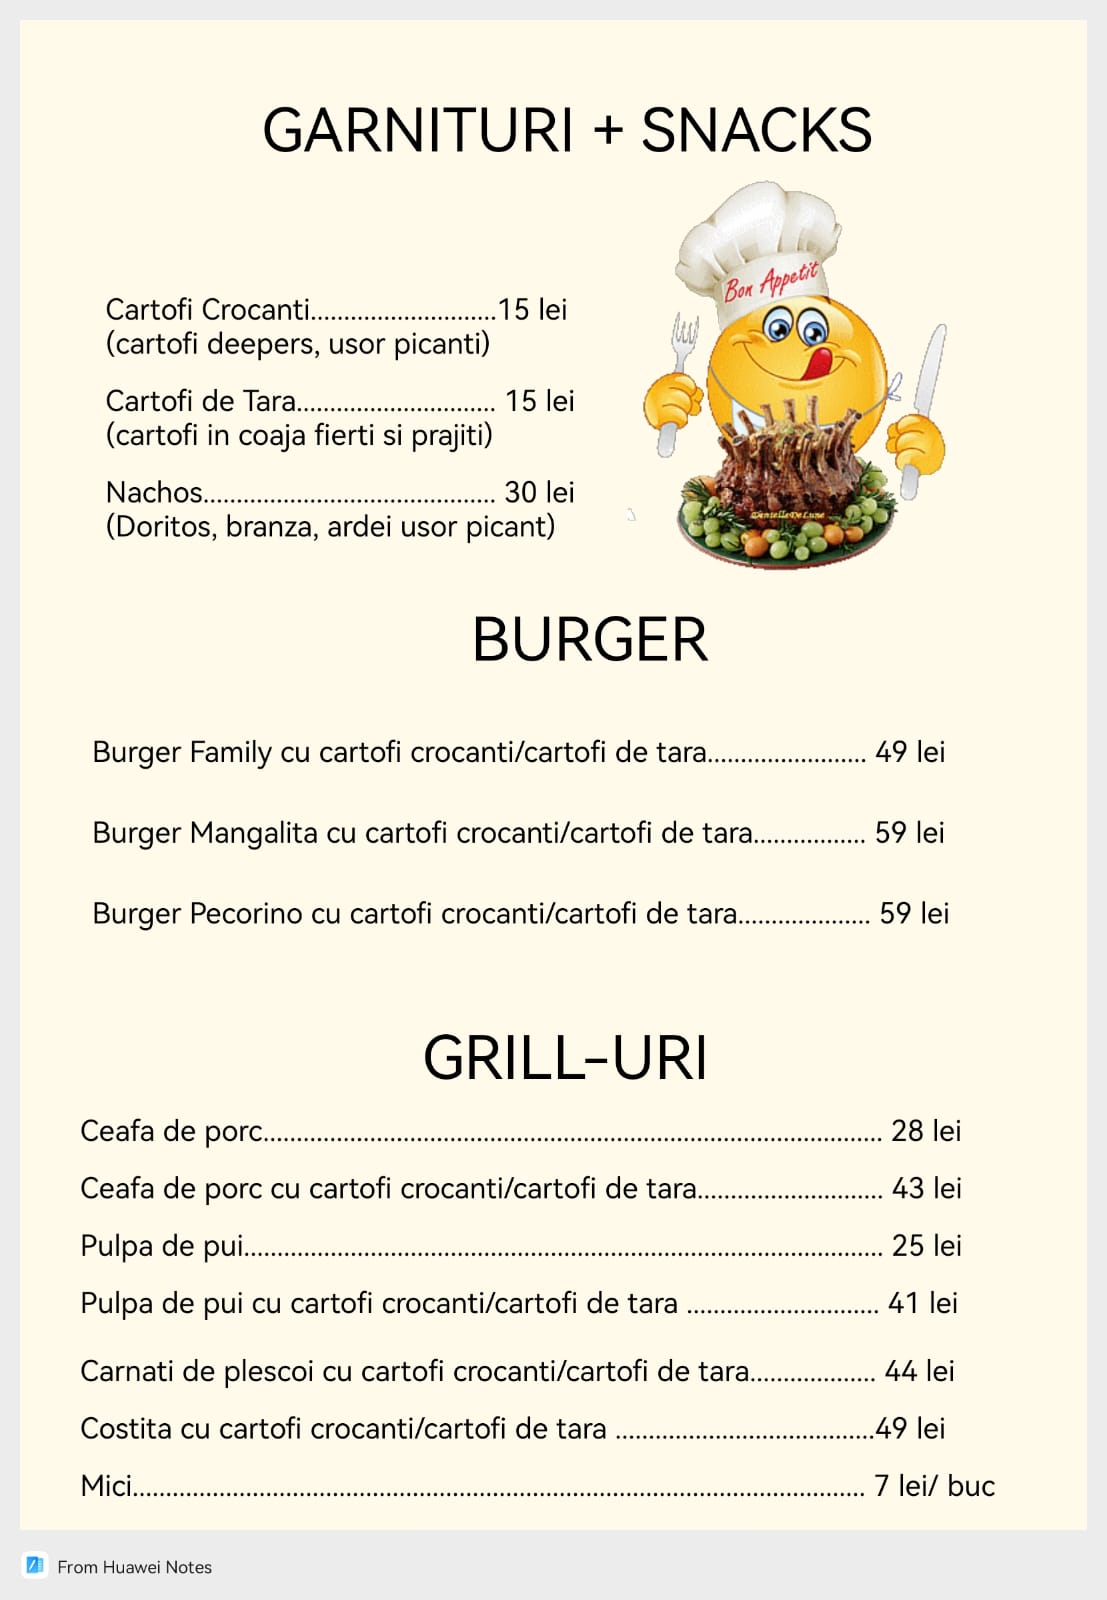 GARNITURI + SNACKS
Bon Appetit
Cartofi Crocanti............................15 lei
(cartofi deepers, usor picanti)
Cartofi de Tara.............................. 15 lei
(cartofi in coaja fierti si prajiti)
Nachos............................................ 30 lei
(Doritos, branza, ardei usor picant)
DanielleDeLune
BURGER
Burger Family cu cartofi crocanti/cartofi de tara........................ 49 lei
Burger Mangalita cu cartofi crocanti/cartofi de tara................. 59 lei
Burger Pecorino cu cartofi crocanti/cartofi de tara.................... 59 lei
GRILL-URI
Ceafa de porc............................................................................................. 28 lei
Ceafa de porc cu cartofi crocanti/cartofi de tara............................ 43 lei
Pulpa de pui................................................................................................ 25 lei
Pulpa de pui cu cartofi crocanti/cartofi de tara ............................. 41 lei
Carnati de plescoi cu cartofi crocanti/cartofi de tara................... 44 lei
Costita cu cartofi crocanti/cartofi de tara .......................................49 lei
Mici.............................................................................................................. 7 lei/ buc
From Huawei Notes